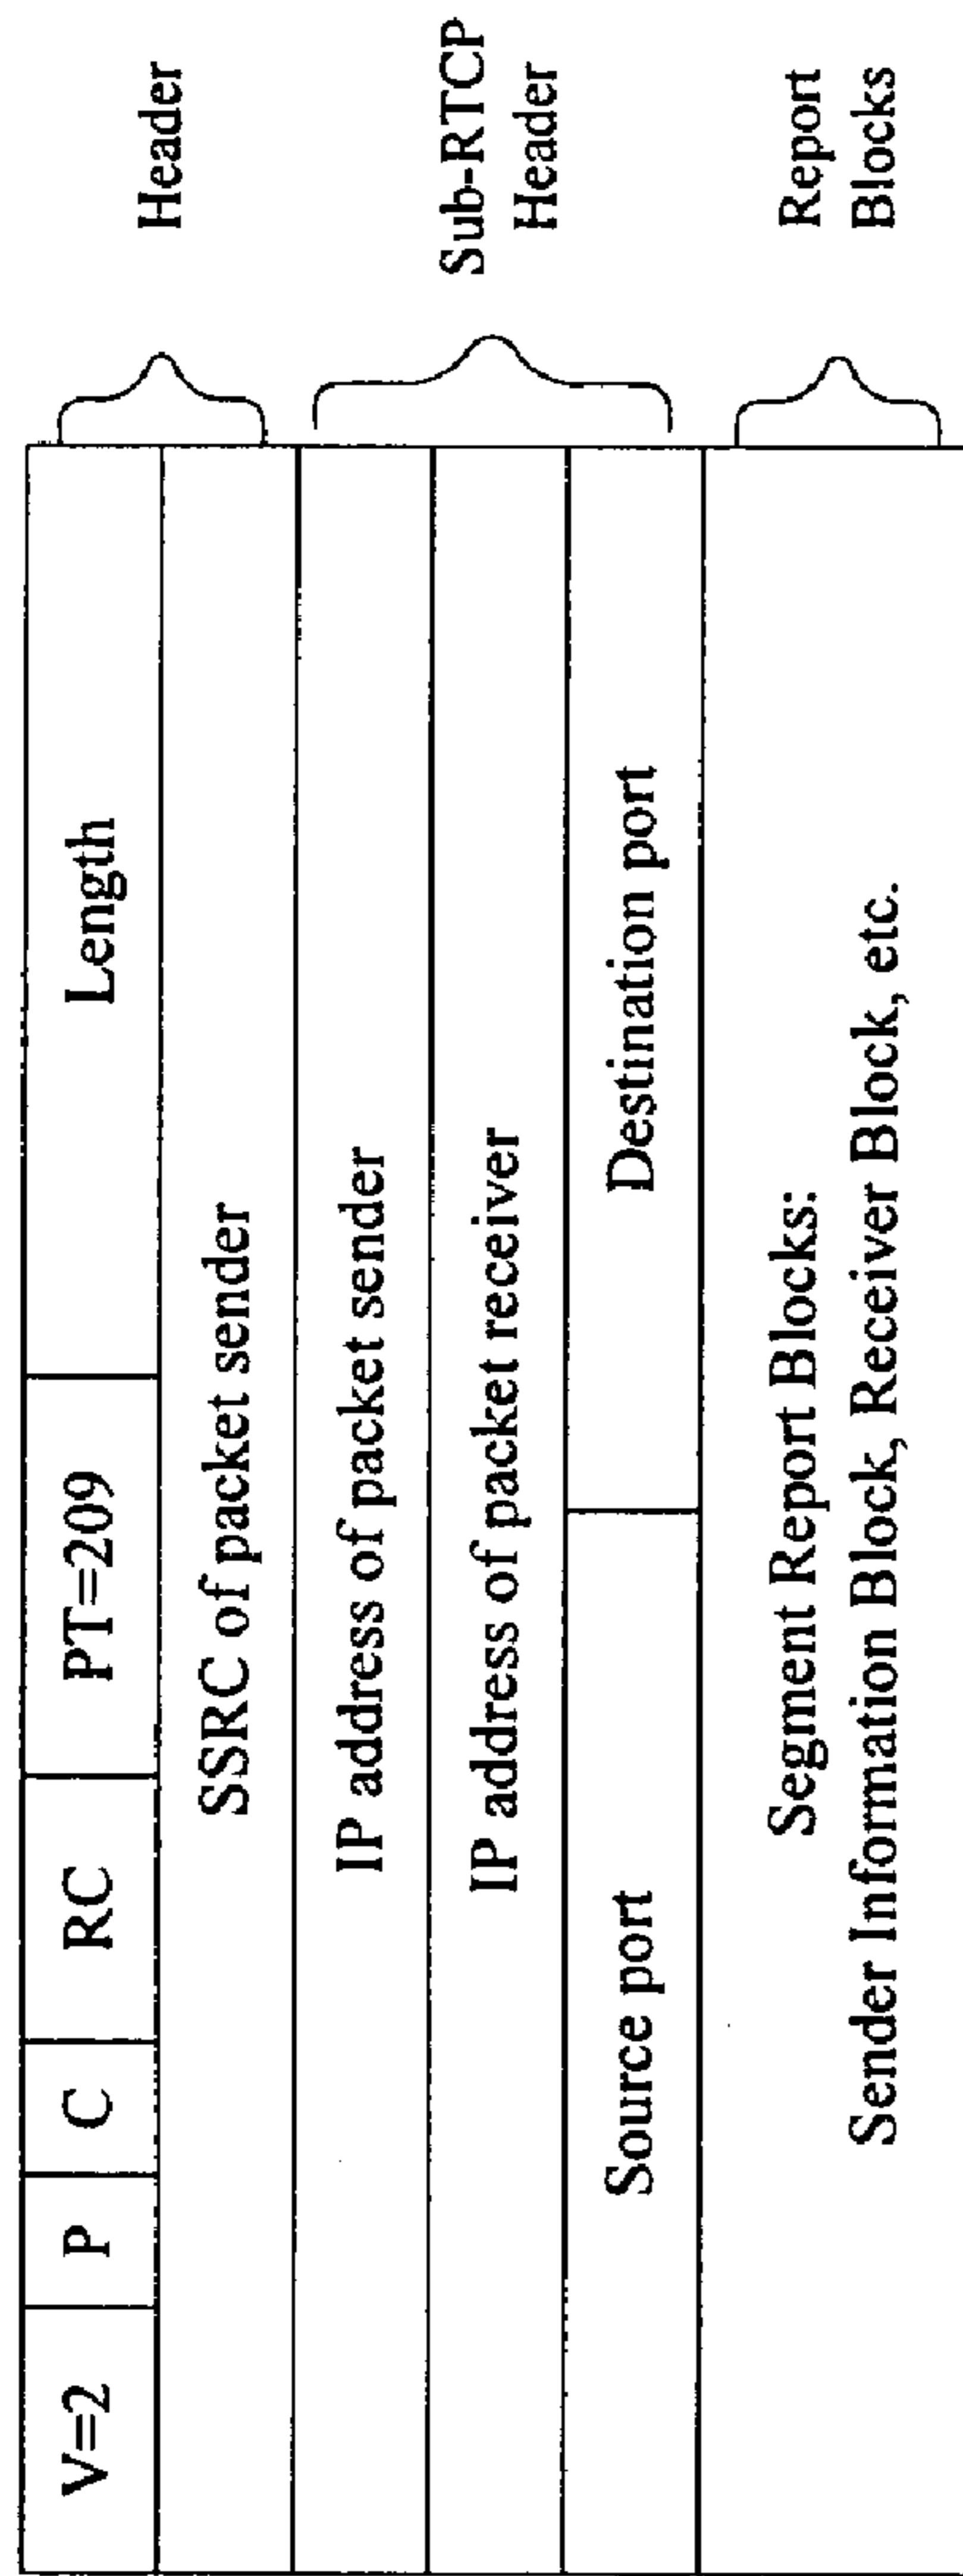 V=2 P C RC PT=209 Length
Header
SSRC of packet sender
IP address of packet sender
Sub-RTCP
Header
IP address of packet receiver
Source port Destination port
Segment Report Blocks:
Sender Information Block, Receiver Block, etc.
Report
Blocks